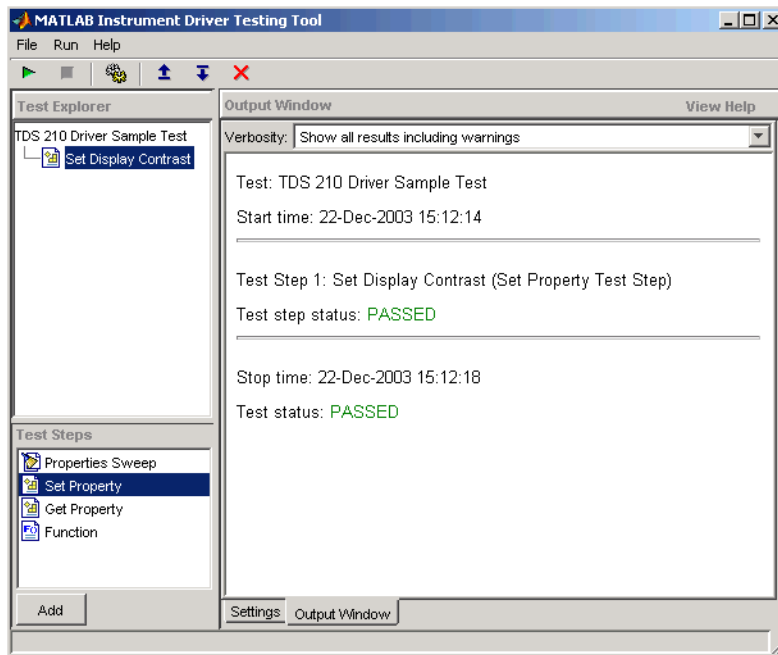 MATLAB Instrument Driver Testing Tool
File Run Help
Test Explorer
TDS 210 Driver Sample Test
Set Display Contrast
Test Steps
Properties Sweep
Set Property
Get Property
Function
Add
Output Window View Help
Verbosity: Show all results including warnings
Test: TDS 210 Driver Sample Test
Start time: 22-Dec-2003 15:12:14
Test Step 1: Set Display Contrast (Set Property Test Step)
Test step status: PASSED
Stop time: 22-Dec-2003 15:12:18
Test status: PASSED
Settings Output Window